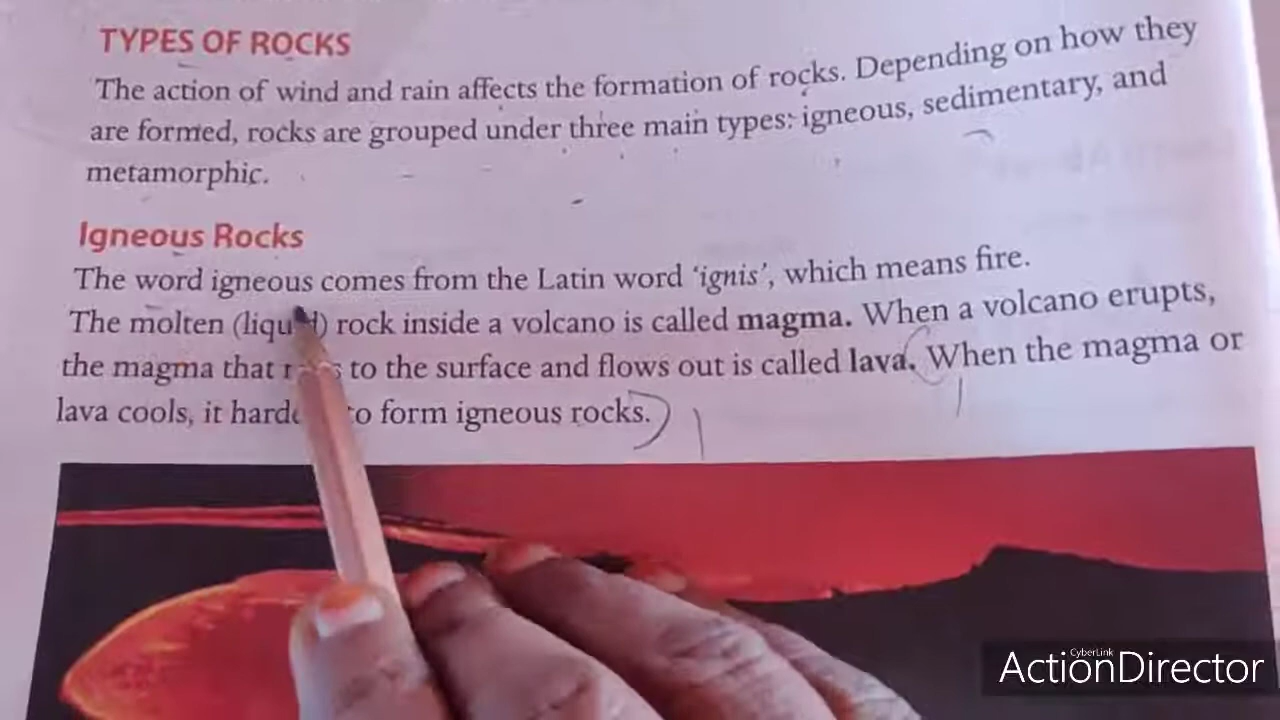 TYPES OF ROCKS
The action of wind and rain affects the formation of rocks. Depending on how they
are formed, rocks are grouped under three main types: igneous, sedimentary, and
metamorphic.
Igneous Rocks
The word igneous comes from the Latin word ‘ignis’, which means fire.
The molten (liquid) rock inside a volcano is called magma. When a volcano erupts,
the magma that to the surface and flows out is called lava. When the magma or
lava cools, it to form igneous rocks.
CyberLink
ActionDirector